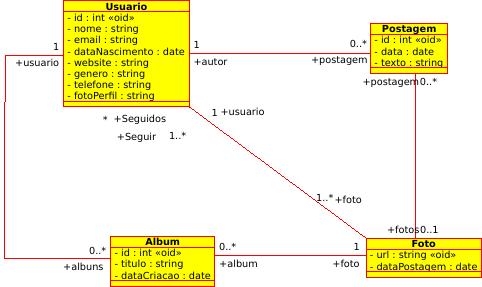 Usuario
- id : int «oid»
- nome : string
- email : string
- dataNascimento : date
- website : string
- genero : string
- telefone : string
- fotoPerfil : string
Postagem
- id : int «oid»
- data : date
- texto : string
1
+usuario
1
+autor
0..*
+postagem
+postagem 0..*
* +Seguidos
+Seguir 1..*
1 +usuario
1..* +foto
+fotos 0..1
Album
- id : int «oid»
- titulo : string
- dataCriacao : date
0..*
+albuns
0..*
+album
1
+foto
Foto
- url : string «oid»
- dataPostagem : date